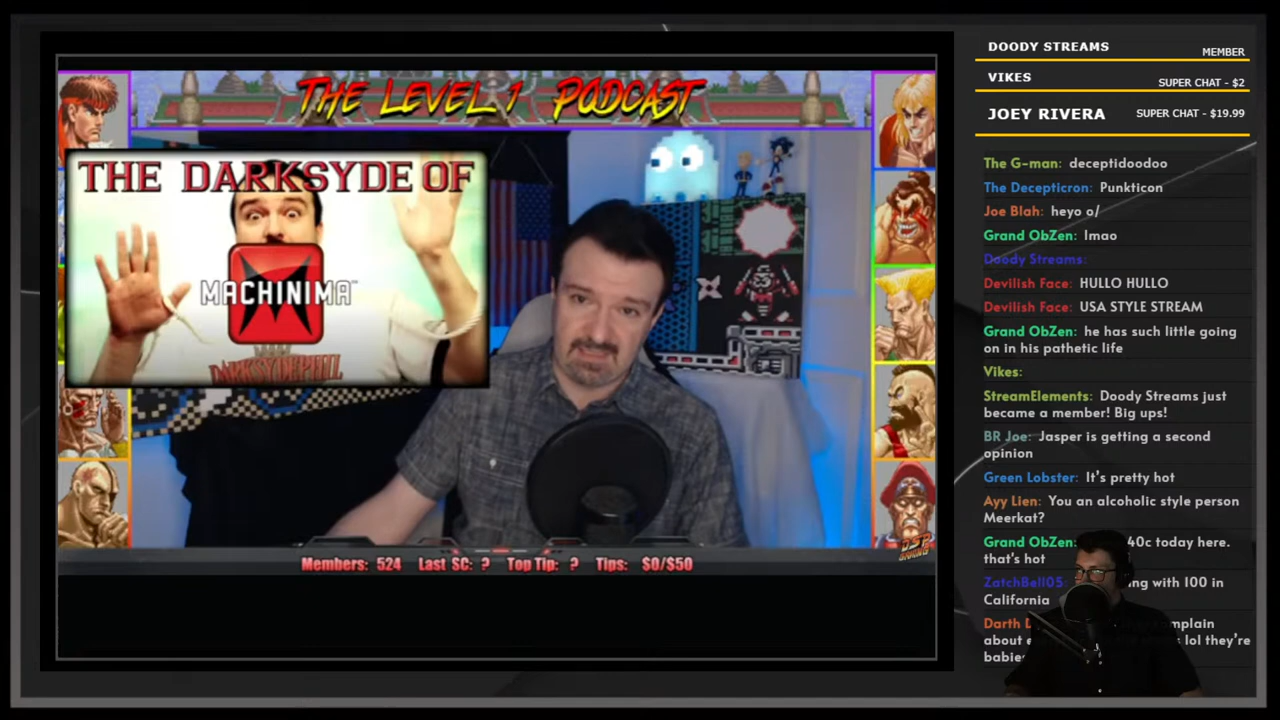 THE LEVEL 1 PODCAST
THE DARKSYDE OF
MACHINIMA
DARKSYDEPHIL
DSP
GAMING
Members: 524 Last SC: ? Top Tip: ? Tips: $0/$50
DOODY STREAMS MEMBER
VIKES SUPER CHAT - $2
JOEY RIVERA SUPER CHAT - $19.99
The G-man: deceptidoodoo
The Decepticron: Punkticon
Joe Blah: heyo o/
Grand ObZen: lmao
Doody Streams:
Devilish Face: HULLO HULLO
Devilish Face: USA STYLE STREAM
Grand ObZen: he has such little going
on in his pathetic life
Vikes:
StreamElements: Doody Streams just
became a member! Big ups!
BR Joe: Jasper is getting a second
opinion
Green Lobster: It's pretty hot
Ayy Lien: You an alcoholic style person
Meerkat?
Grand ObZen: 40c today here.
that's hot
ZatchBell05: with 100 in
California
Darth
about lol they're